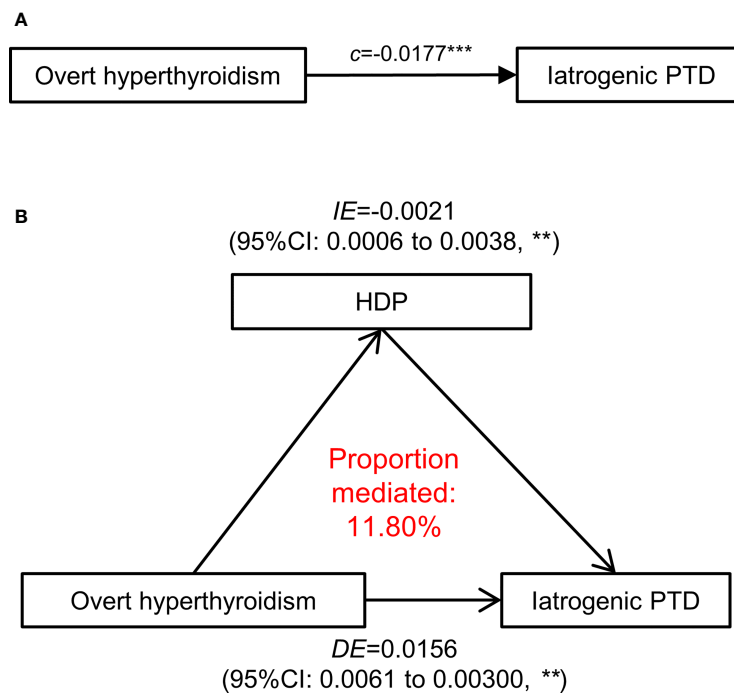 A
c=-0.0177***
Overt hyperthyroidism
Iatrogenic PTD
B
IE=-0.0021
(95%CI: 0.0006 to 0.0038, **)
HDP
Proportion
mediated:
11.80%
Overt hyperthyroidism
Iatrogenic PTD
DE=0.0156
(95%CI: 0.0061 to 0.00300, **)